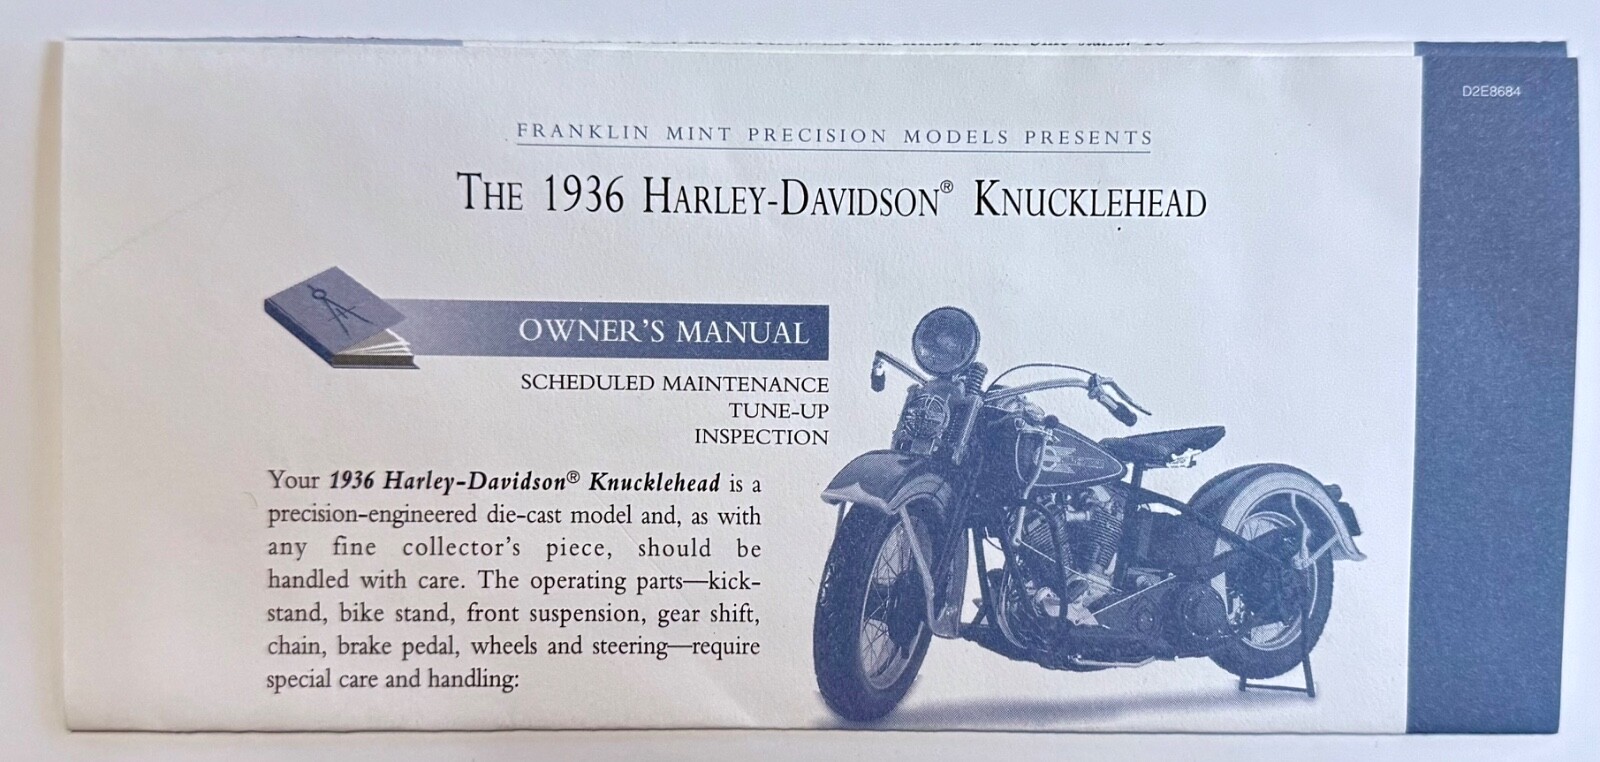 D2E8684
FRANKLIN MINT PRECISION MODELS PRESENTS
THE 1936 HARLEY-DAVIDSON® KNUCKLEHEAD
OWNER'S MANUAL
SCHEDULED MAINTENANCE
TUNE-UP
INSPECTION
Your 1936 Harley-Davidson® Knucklehead is a
precision-engineered die-cast model and, as with
any fine collector's piece, should be
handled with care. The operating parts—kick-
stand, bike stand, front suspension, gear shift,
chain, brake pedal, wheels and steering—require
special care and handling: